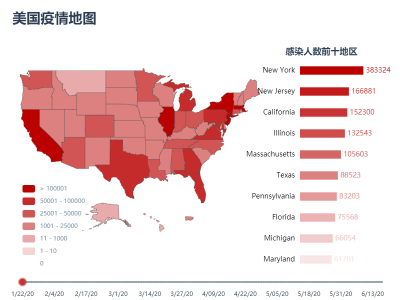 美国疫情地图
感染人数前十地区
New York 383324
New Jersey 166881
California 152300
Illinois 132543
Massachusetts 105603
Texas 88523
Pennsylvania 83203
Florida 75568
Michigan 66054
Maryland 61701
> 100001
50001 - 100000
25001 - 50000
1001 - 25000
11 - 1000
1 - 10
0
1/22/20 2/4/20 2/17/20 3/1/20 3/14/20 3/27/20 4/09/20 4/22/20 5/05/20 5/18/20 5/31/20 6/13/20